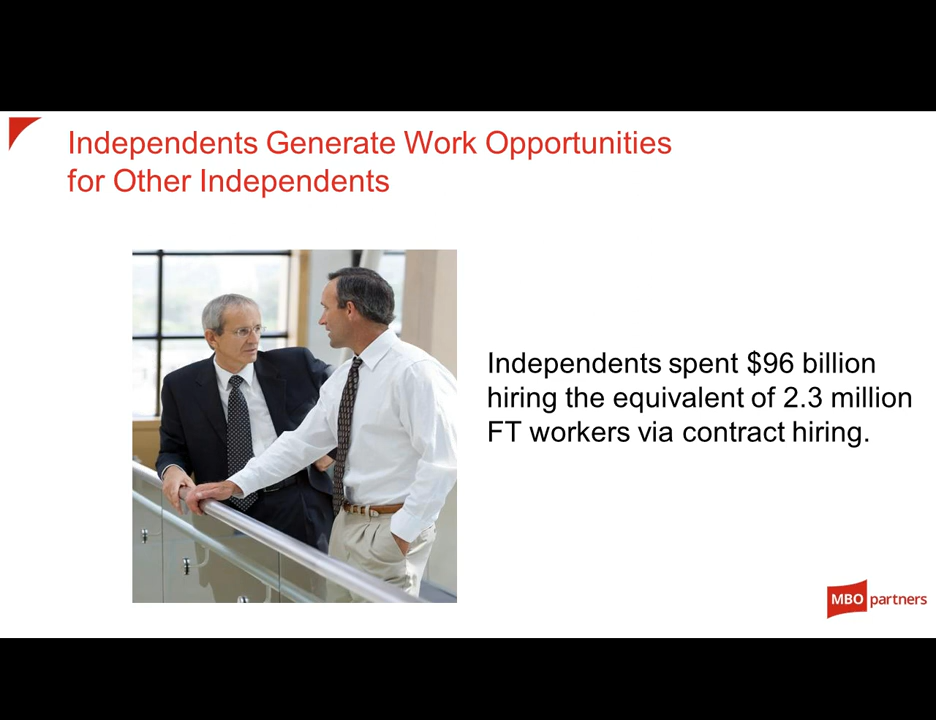 Independents Generate Work Opportunities
for Other Independents
Independents spent $96 billion
hiring the equivalent of 2.3 million
FT workers via contract hiring.
MBO partners